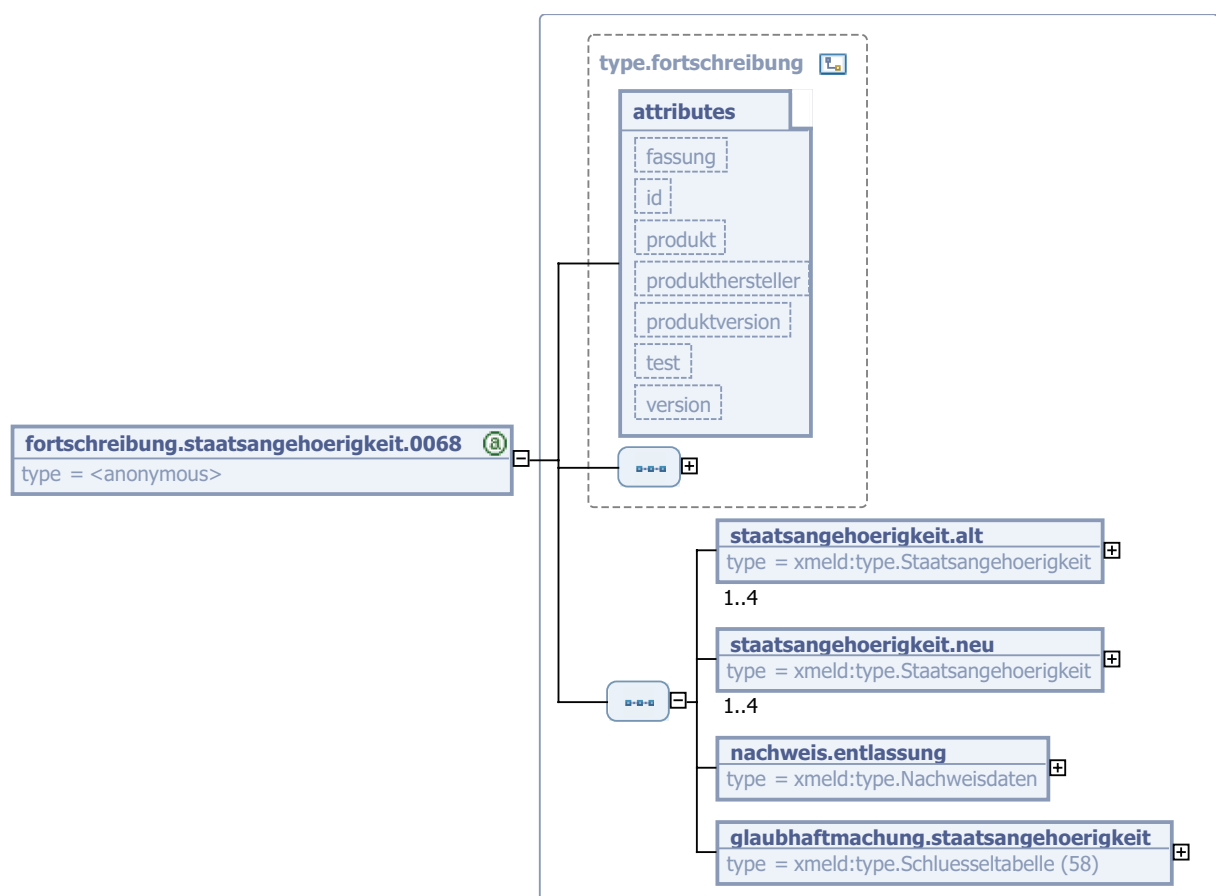 type.fortschreibung
attributes
fassung
id
produkt
produkthersteller
produktversion
test
version
fortschreibung.staatsangehoerigkeit.0068
type = <anonymous>
staatsangehoerigkeit.alt
type = xmeld:type.Staatsangehoerigkeit
1..4
staatsangehoerigkeit.neu
type = xmeld:type.Staatsangehoerigkeit
1..4
nachweis.entlassung
type = xmeld:type.Nachweisdaten
glaubhaftmachung.staatsangehoerigkeit
type = xmeld:type.Schluesseltabelle (58)